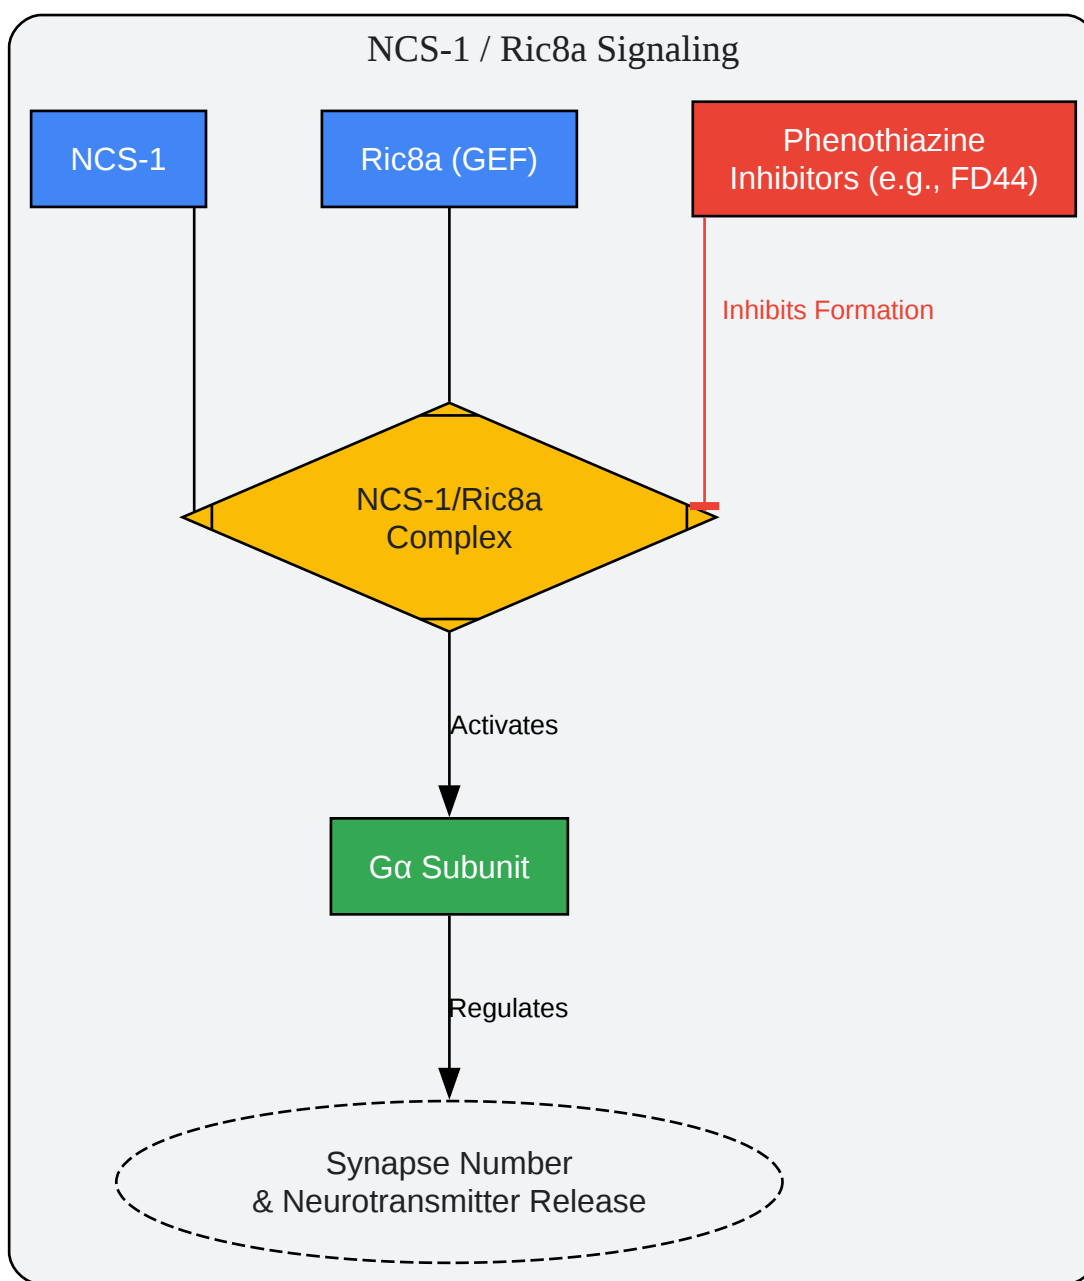 NCS-1 / Ric8a Signaling
NCS-1
Ric8a (GEF)
Phenothiazine
Inhibitors (e.g., FD44)
Inhibits Formation
NCS-1/Ric8a
Complex
Activates
Gα Subunit
Regulates
Synapse Number
& Neurotransmitter Release